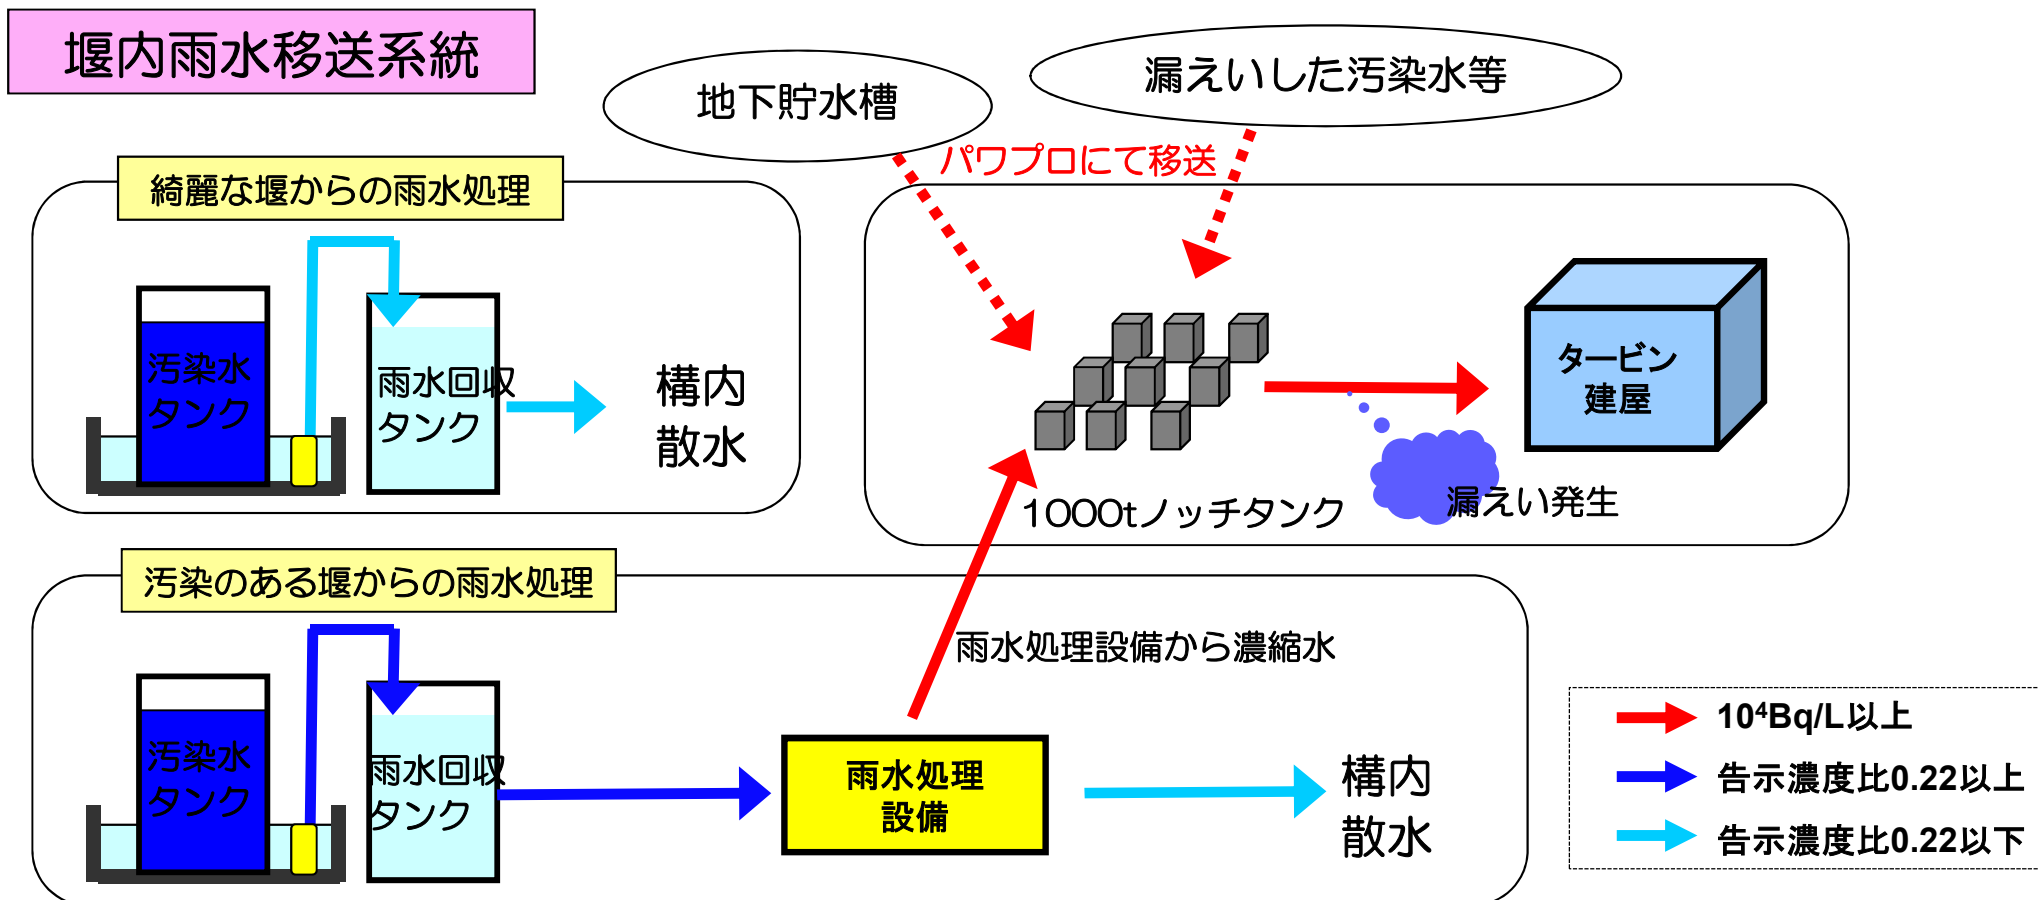 堰内雨水移送系統
地下貯水槽
漏えいした汚染水等
パワプロにて移送
綺麗な堰からの雨水処理
汚染水
タンク
雨水回収
タンク
構内
散水
タービン
建屋
1000tノッチタンク
漏えい発生
汚染のある堰からの雨水処理
雨水処理設備から濃縮水
汚染水
タンク
雨水回収
タンク
雨水処理
設備
構内
散水
10⁴Bq/L以上
告示濃度比0.22以上
告示濃度比0.22以下